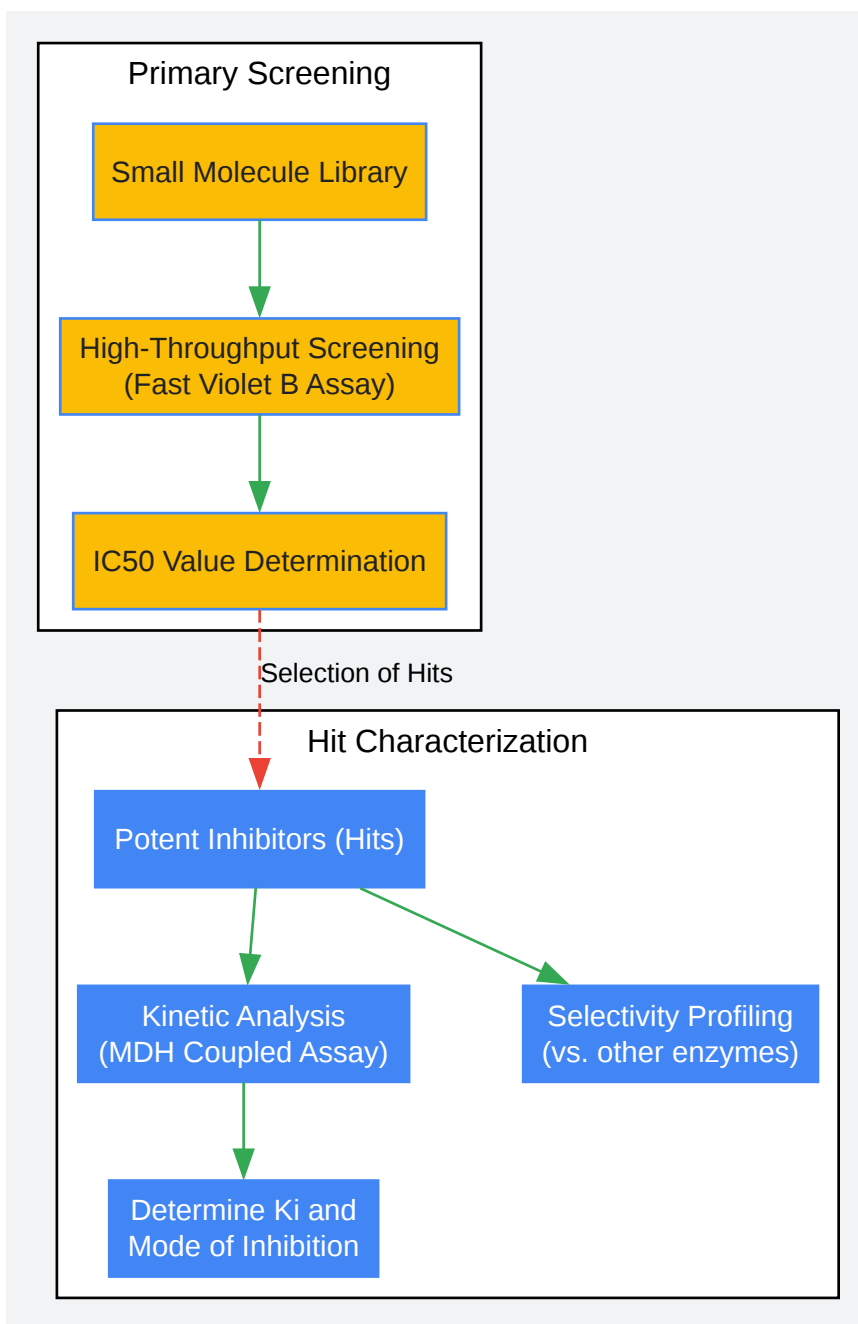 Primary Screening
Small Molecule Library
High-Throughput Screening
(Fast Violet B Assay)
IC50 Value Determination
Selection of Hits
Hit Characterization
Potent Inhibitors (Hits)
Kinetic Analysis
(MDH Coupled Assay)
Selectivity Profiling
(vs. other enzymes)
Determine Ki and
Mode of Inhibition